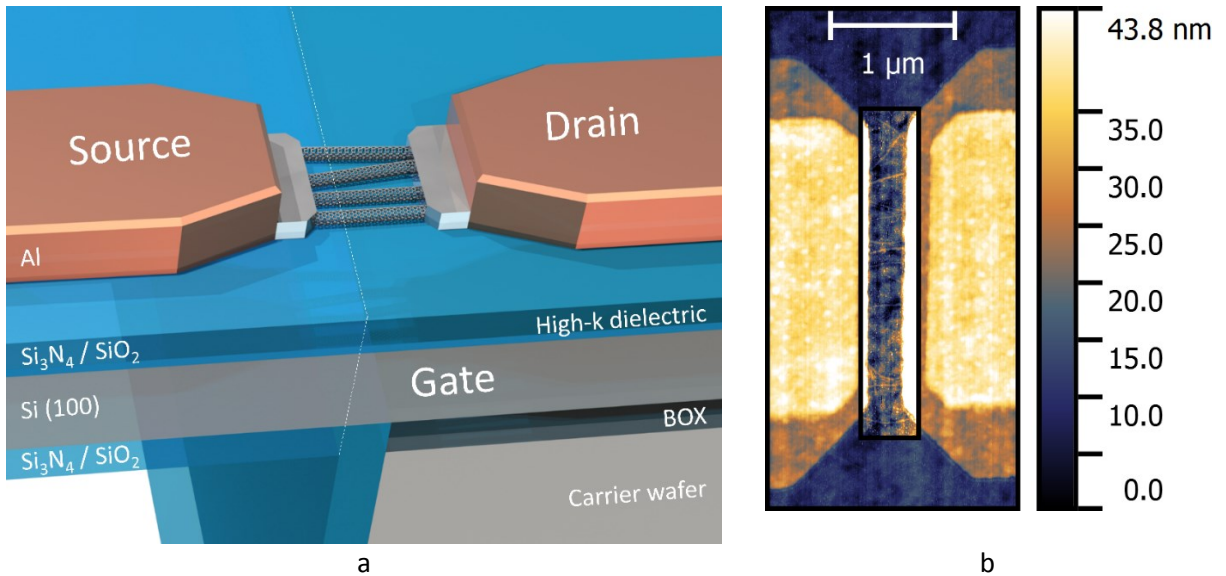 Source
Drain
Al
High-k dielectric
Si₃N₄ / SiO₂
Gate
Si (100)
BOX
Si₃N₄ / SiO₂
Carrier wafer
a
1 µm
43.8 nm
35.0
30.0
25.0
20.0
15.0
10.0
0.0
b